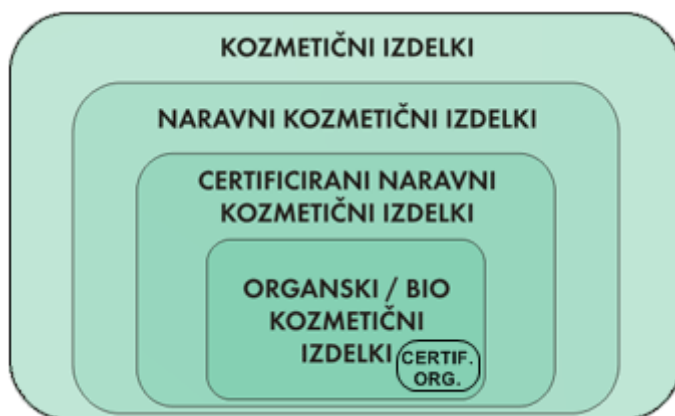 KOZMETIČNI IZDELKI
NARAVNI KOZMETIČNI IZDELKI
CERTIFICIRANI NARAVNI
KOZMETIČNI IZDELKI
ORGANSKI / BIO
KOZMETIČNI
IZDELKI
CERTIF.
ORG.